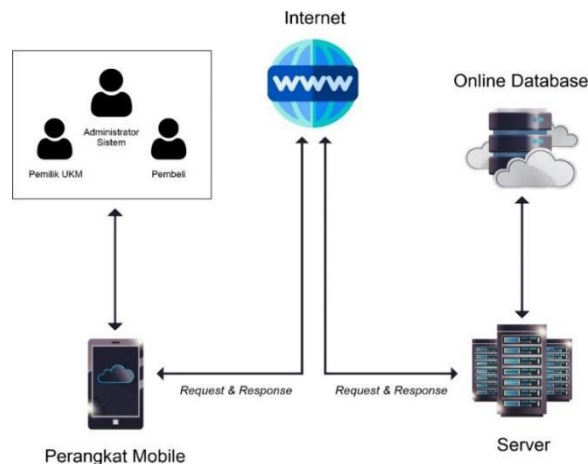 Internet
www
Online Database
Administrator
Sistem
Pemilik UKM
Pembeli
Request & Response
Request & Response
Perangkat Mobile
Server